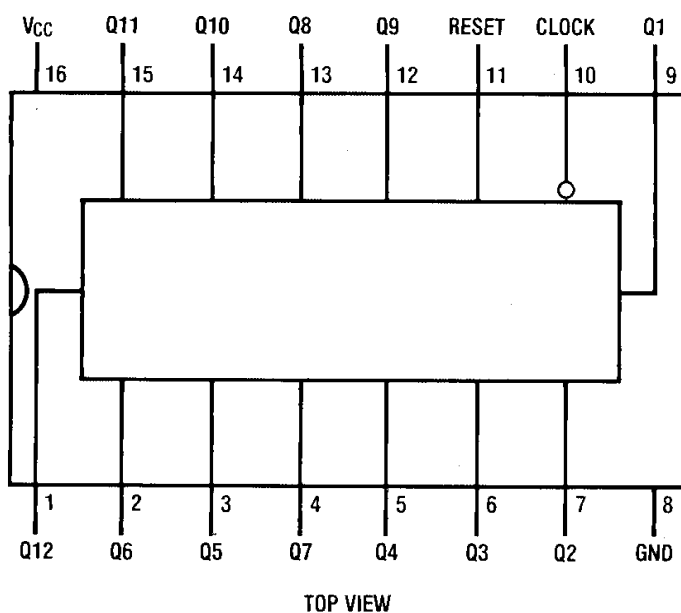 VCC Q11 Q10 Q8 Q9 RESET CLOCK Q1
16 15 14 13 12 11 10 9
1 2 3 4 5 6 7 8
Q12 Q6 Q5 Q7 Q4 Q3 Q2 GND
TOP VIEW